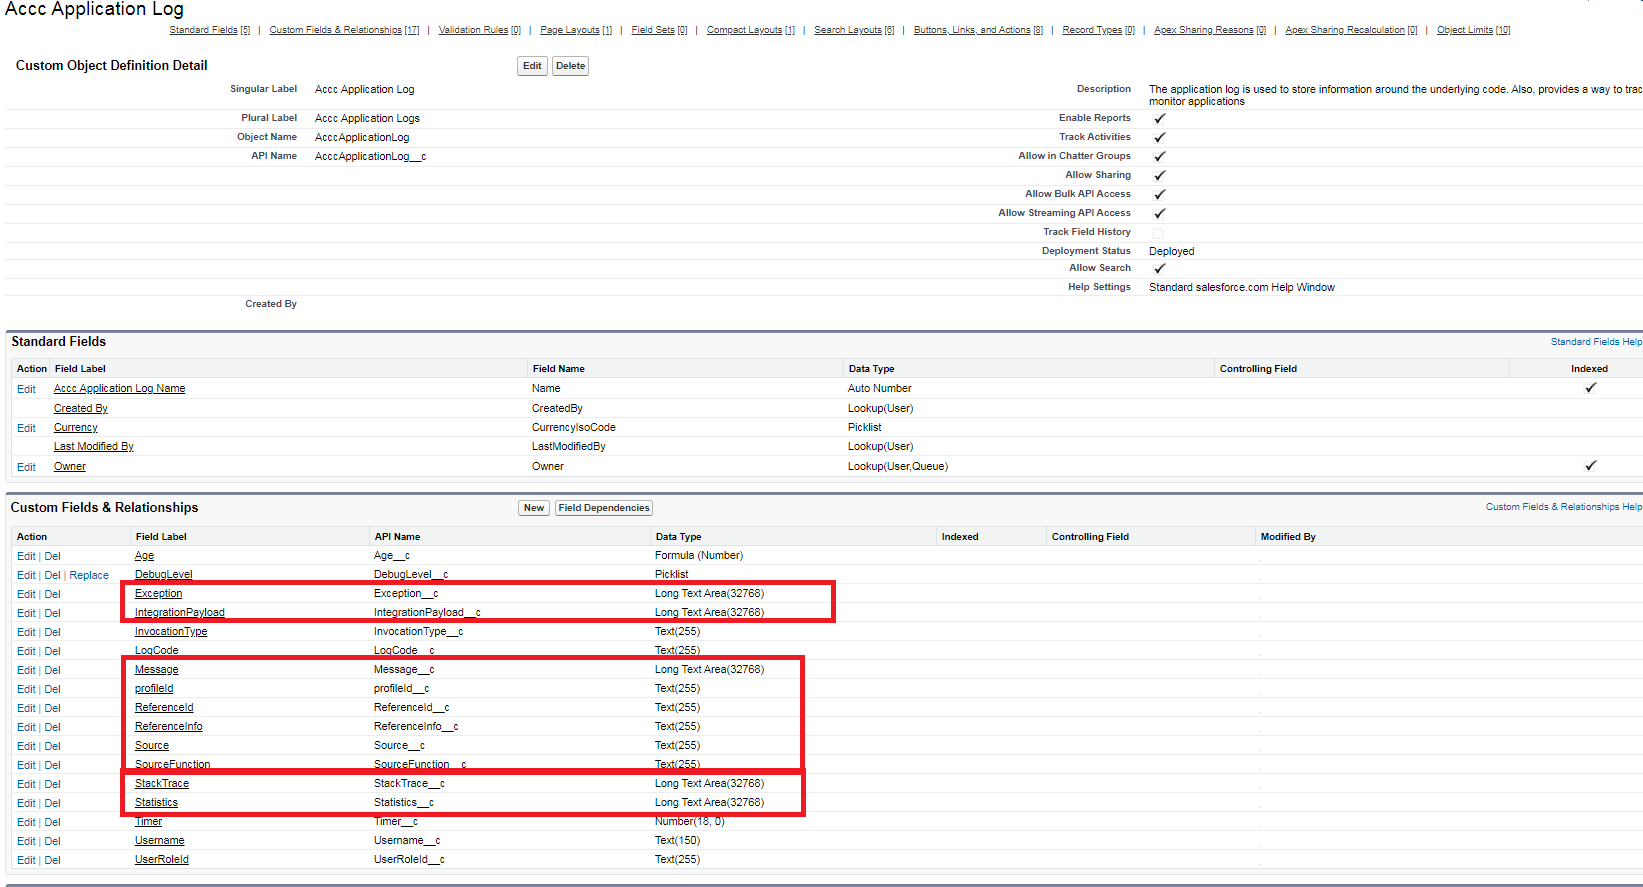 Accc Application Log
Standard Fields [5] | Custom Fields & Relationships [17] | Validation Rules [0] | Page Layouts [1] | Field Sets [0] | Compact Layouts [1] | Search Layouts [6] | Buttons, Links, and Actions [8] | Record Types [0] | Apex Sharing Reasons [0] | Apex Sharing Recalculation [0] | Object Limits [10]
Custom Object Definition Detail Edit Delete
Singular Label Accc Application Log Description The application log is used to store information around the underlying code. Also, provides a way to trac
monitor applications
Plural Label Accc Application Logs Enable Reports
Object Name AcccApplicationLog Track Activities
API Name AcccApplicationLog__c Allow in Chatter Groups
Allow Sharing
Allow Bulk API Access
Allow Streaming API Access
Track Field History
Deployment Status Deployed
Allow Search
Help Settings Standard salesforce.com Help Window
Created By
Standard Fields Standard Fields Help
Action Field Label Field Name Data Type Controlling Field Indexed
Edit Accc Application Log Name Name Auto Number
Created By CreatedBy Lookup(User)
Edit Currency CurrencyIsoCode Picklist
Last Modified By LastModifiedBy Lookup(User)
Edit Owner Owner Lookup(User,Queue)
Custom Fields & Relationships New Field Dependencies Custom Fields & Relationships Help
Action Field Label API Name Data Type Indexed Controlling Field Modified By
Edit | Del Age Age__c Formula (Number)
Edit | Del | Replace DebugLevel DebugLevel__c Picklist
Edit | Del Exception Exception__c Long Text Area(32768)
Edit | Del IntegrationPayload IntegrationPayload__c Long Text Area(32768)
Edit | Del InvocationType InvocationType__c Text(255)
Edit | Del LogCode LogCode__c Text(255)
Edit | Del Message Message__c Long Text Area(32768)
Edit | Del profileId profileId__c Text(255)
Edit | Del ReferenceId ReferenceId__c Text(255)
Edit | Del ReferenceInfo ReferenceInfo__c Text(255)
Edit | Del Source Source__c Text(255)
Edit | Del SourceFunction SourceFunction__c Text(255)
Edit | Del StackTrace StackTrace__c Long Text Area(32768)
Edit | Del Statistics Statistics__c Long Text Area(32768)
Edit | Del Timer Timer__c Number(18, 0)
Edit | Del Username Username__c Text(150)
Edit | Del UserRoleId UserRoleId__c Text(255)